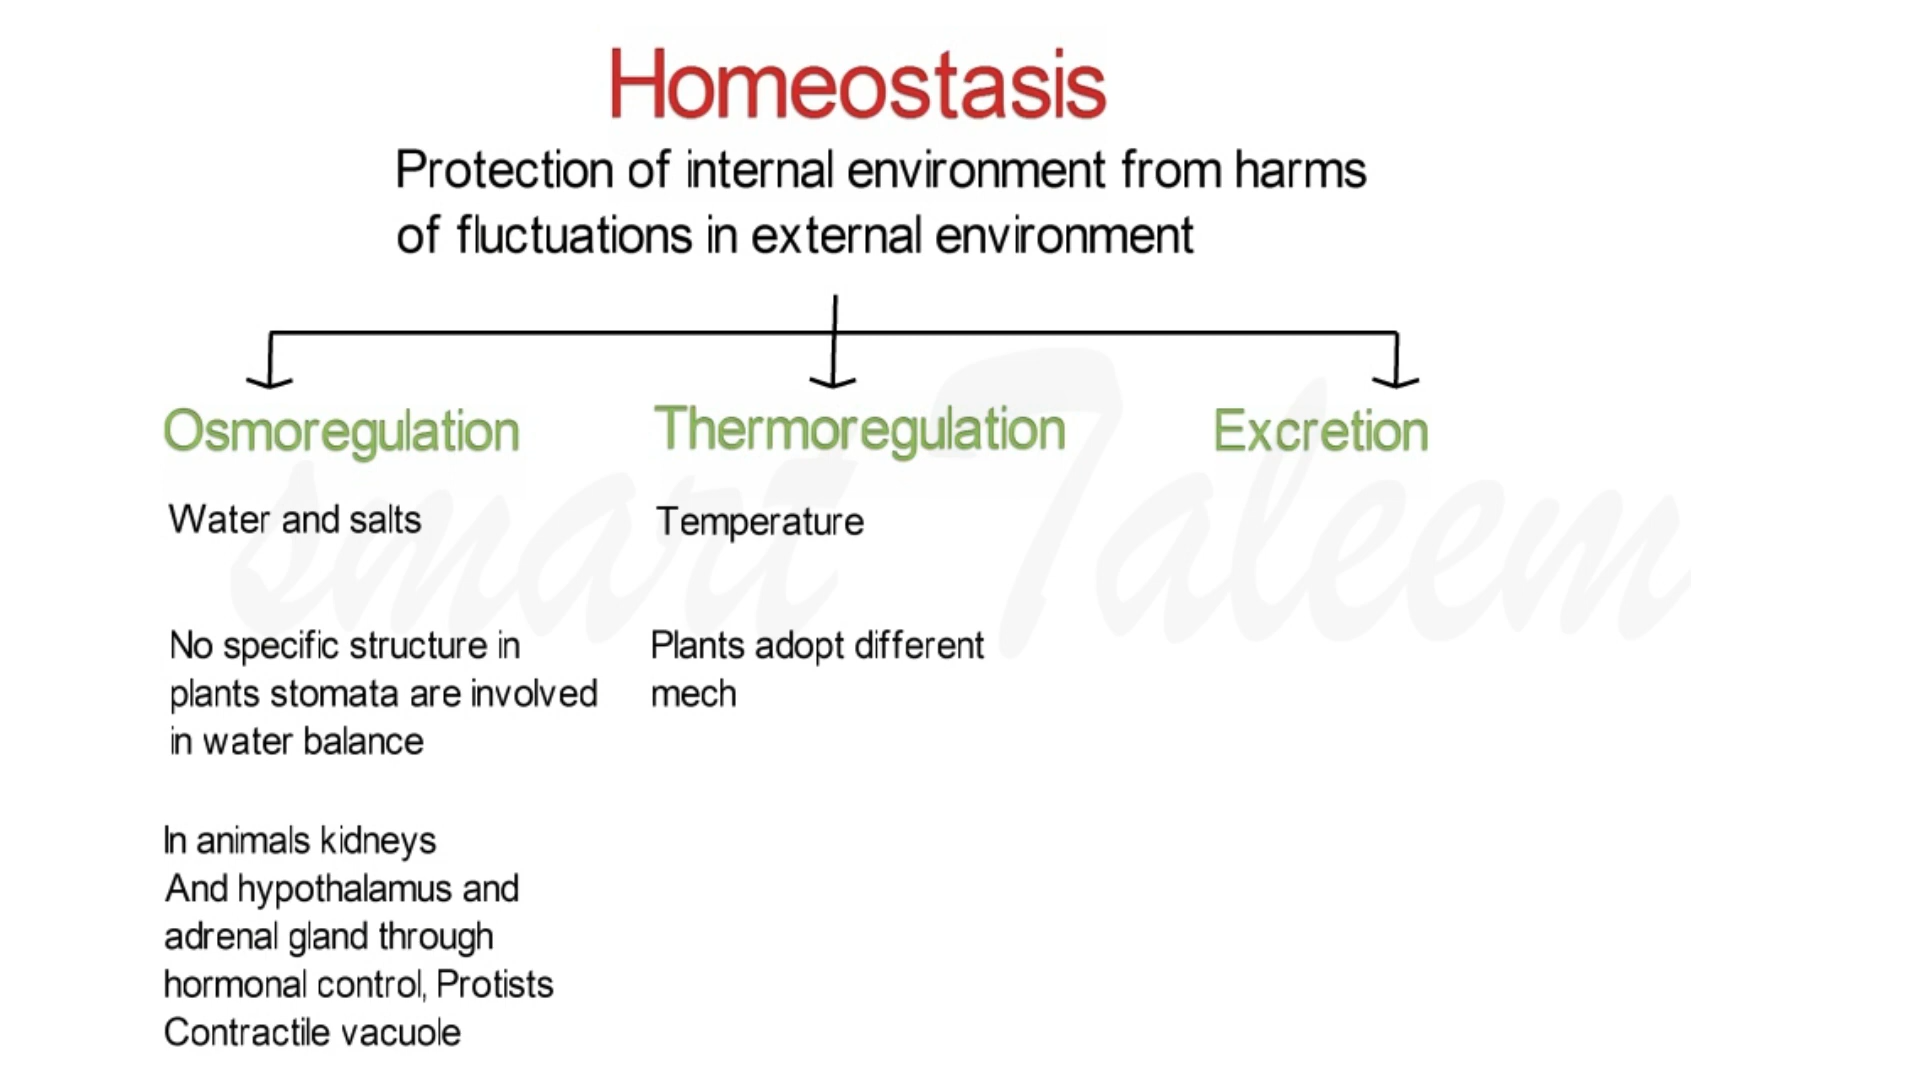 Homeostasis
Protection of internal environment from harms
of fluctuations in external environment
Osmoregulation
Thermoregulation
Excretion
Water and salts
Temperature
No specific structure in
plants stomata are involved
in water balance
Plants adopt different
mech
In animals kidneys
And hypothalamus and
adrenal gland through
hormonal control, Protists
Contractile vacuole
smart Taleem